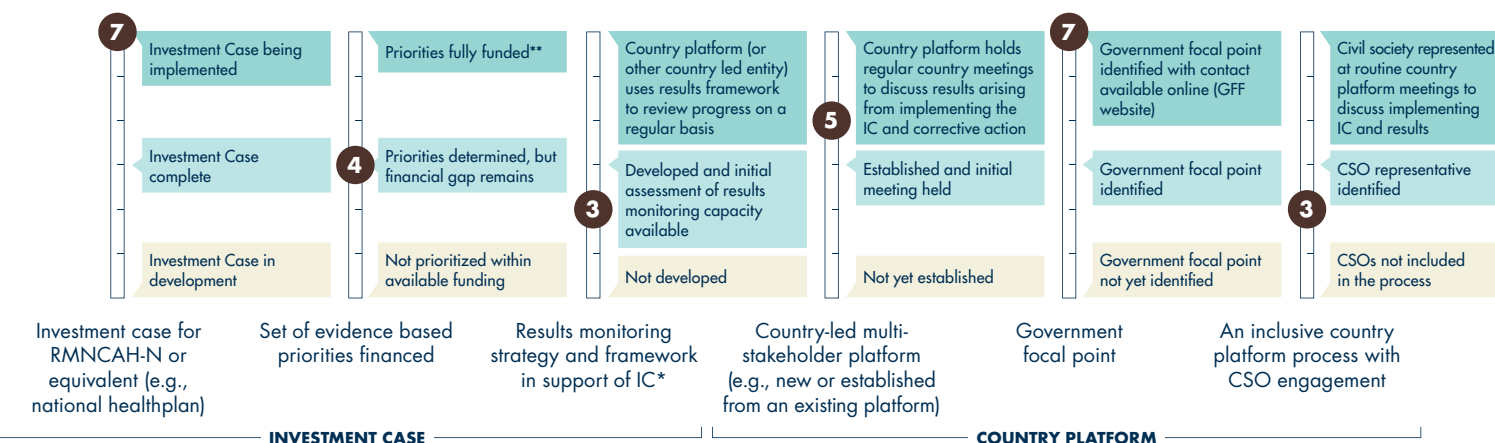 7
Investment Case being
implemented
Investment Case
complete
Investment Case in
development
Investment case for
RMNCAH-N or
equivalent (e.g.,
national healthplan)
Priorities fully funded**
4
Priorities determined, but
financial gap remains
Not prioritized within
available funding
Set of evidence based
priorities financed
Country platform (or
other country led entity)
uses results framework
to review progress on a
regular basis
3
Developed and initial
assessment of results
monitoring capacity
available
Not developed
Results monitoring
strategy and framework
in support of IC*
5
Country platform holds
regular country meetings
to discuss results arising
from implementing the
IC and corrective action
Established and initial
meeting held
Not yet established
Country-led multi-
stakeholder platform
(e.g., new or established
from an existing platform)
7
Government focal point
identified with contact
available online (GFF
website)
Government focal point
identified
Government focal point
not yet identified
Government
focal point
Civil society represented
at routine country
platform meetings to
discuss implementing
IC and results
3
CSO representative
identified
CSOs not included
in the process
An inclusive country
platform process with
CSO engagement
INVESTMENT CASE
COUNTRY PLATFORM